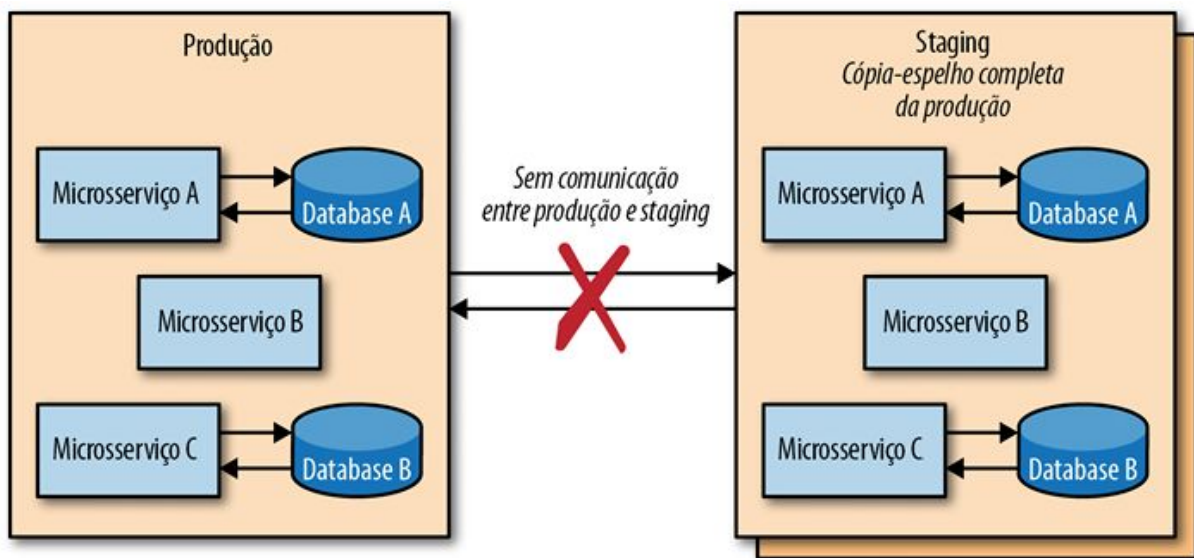 Produção
Microsserviço A
Database A
Microsserviço B
Microsserviço C
Database B
Sem comunicação
entre produção e staging
Staging
Cópia-espelho completa
da produção
Microsserviço A
Database A
Microsserviço B
Microsserviço C
Database B